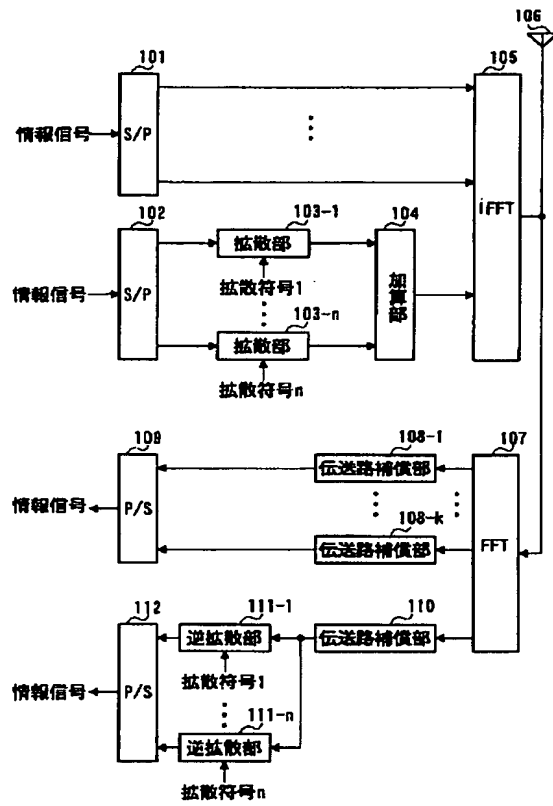 106
101
105
情報信号
S/P
iFFT
102
103-1
104
情報信号
S/P
拡散部
加算部
拡散符号1
103-n
拡散部
拡散符号n
109
108-1
107
情報信号
P/S
伝送路補償部
FFT
108-k
伝送路補償部
112
111-1
110
情報信号
P/S
逆拡散部
伝送路補償部
拡散符号1
111-n
逆拡散部
拡散符号n